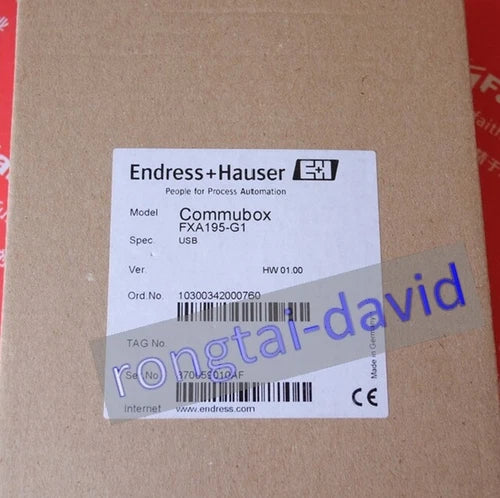 Endress+Hauser EH
People for Process Automation
Model Commubox
FXA195-G1
Spec. USB
Ver. HW 01.00
Ord.No. 10300342000760
rongtai-david
TAG No.
Made in Germany
Ser.No.
Internet www.endress.com
CE